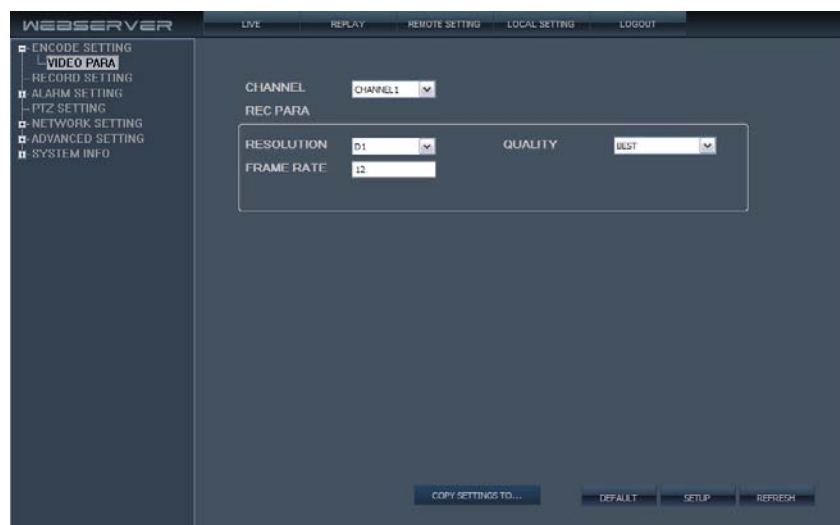 WEBSERVER
LIVE REPLAY REMOTE SETTING LOCAL SETTING LOGOUT
ENCODE SETTING
VIDEO PARA
RECORD SETTING
ALARM SETTING
PTZ SETTING
NETWORK SETTING
ADVANCED SETTING
SYSTEM INFO
CHANNEL CHANNEL1
REC PARA
RESOLUTION D1 QUALITY BEST
FRAME RATE 12
COPY SETTINGS TO... DEFAULT SETUP REFRESH